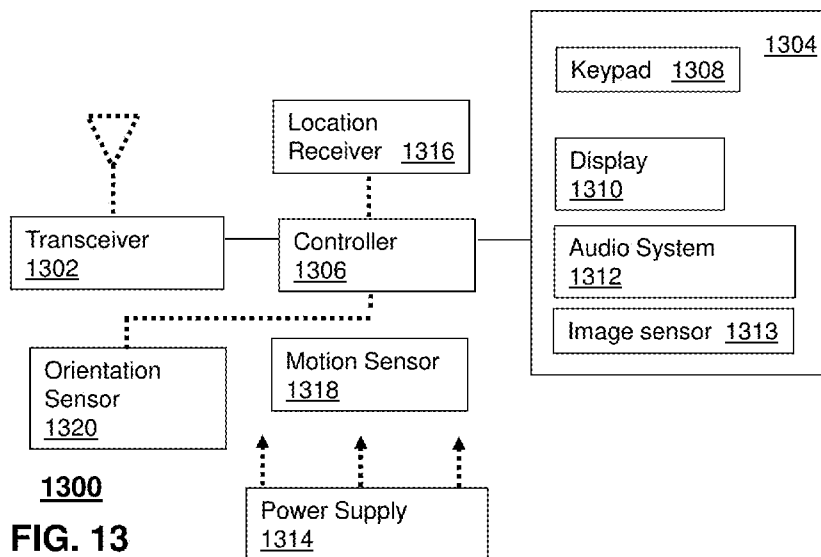 1304
Keypad 1308
Location
Receiver 1316
Display
1310
Transceiver
1302
Controller
1306
Audio System
1312
Image sensor 1313
Orientation
Sensor
1320
Motion Sensor
1318
1300
Power Supply
1314
FIG. 13